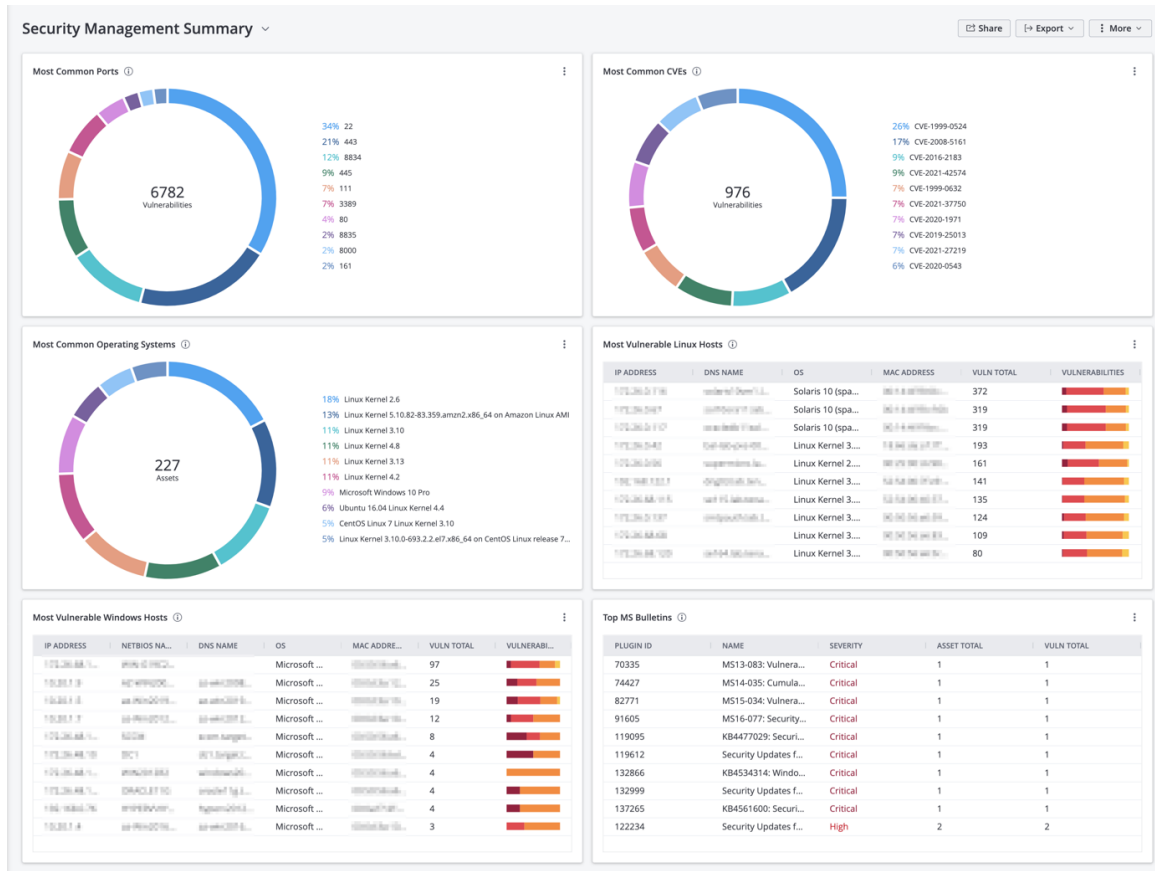 Security Management Summary
Share
Export
More
Most Common Ports
6782
Vulnerabilities
34% 22
21% 443
12% 8834
9% 445
7% 111
7% 3389
4% 80
2% 8835
2% 8000
2% 161
Most Common CVEs
976
Vulnerabilities
26% CVE-1999-0524
17% CVE-2008-5161
9% CVE-2016-2183
9% CVE-2021-42574
7% CVE-1999-0632
7% CVE-2021-37750
7% CVE-2020-1971
7% CVE-2019-25013
7% CVE-2021-27219
6% CVE-2020-0543
Most Common Operating Systems
227
Assets
18% Linux Kernel 2.6
13% Linux Kernel 5.10.82-83.359.amzn2.x86_64 on Amazon Linux AMI
11% Linux Kernel 3.10
11% Linux Kernel 4.8
11% Linux Kernel 3.13
11% Linux Kernel 4.2
9% Microsoft Windows 10 Pro
6% Ubuntu 16.04 Linux Kernel 4.4
5% CentOS Linux 7 Linux Kernel 3.10
5% Linux Kernel 3.10.0-693.2.2.el7.x86_64 on CentOS Linux release 7...
Most Vulnerable Linux Hosts
IP ADDRESS DNS NAME OS MAC ADDRESS VULN TOTAL VULNERABILITIES
Solaris 10 (spa... 372
Solaris 10 (spa... 319
Solaris 10 (spa... 319
Linux Kernel 3.... 193
Linux Kernel 2.... 161
Linux Kernel 3.... 141
Linux Kernel 3.... 135
Linux Kernel 3.... 124
Linux Kernel 3.... 109
Linux Kernel 3.... 80
Most Vulnerable Windows Hosts
IP ADDRESS NETBIOS NA... DNS NAME OS MAC ADDRE... VULN TOTAL VULNERABI...
Microsoft ... 97
Microsoft ... 25
Microsoft ... 19
Microsoft ... 12
Microsoft ... 8
Microsoft ... 4
Microsoft ... 4
Microsoft ... 4
Microsoft ... 4
Microsoft ... 3
Top MS Bulletins
PLUGIN ID NAME SEVERITY ASSET TOTAL VULN TOTAL
70335 MS13-083: Vulnera... Critical 1 1
74427 MS14-035: Cumula... Critical 1 1
82771 MS15-034: Vulnera... Critical 1 1
91605 MS16-077: Security... Critical 1 1
119095 KB4477029: Securi... Critical 1 1
119612 Security Updates f... Critical 1 1
132866 KB4534314: Windo... Critical 1 1
132999 Security Updates f... Critical 1 1
137265 KB4561600: Securi... Critical 1 1
122234 Security Updates f... High 2 2